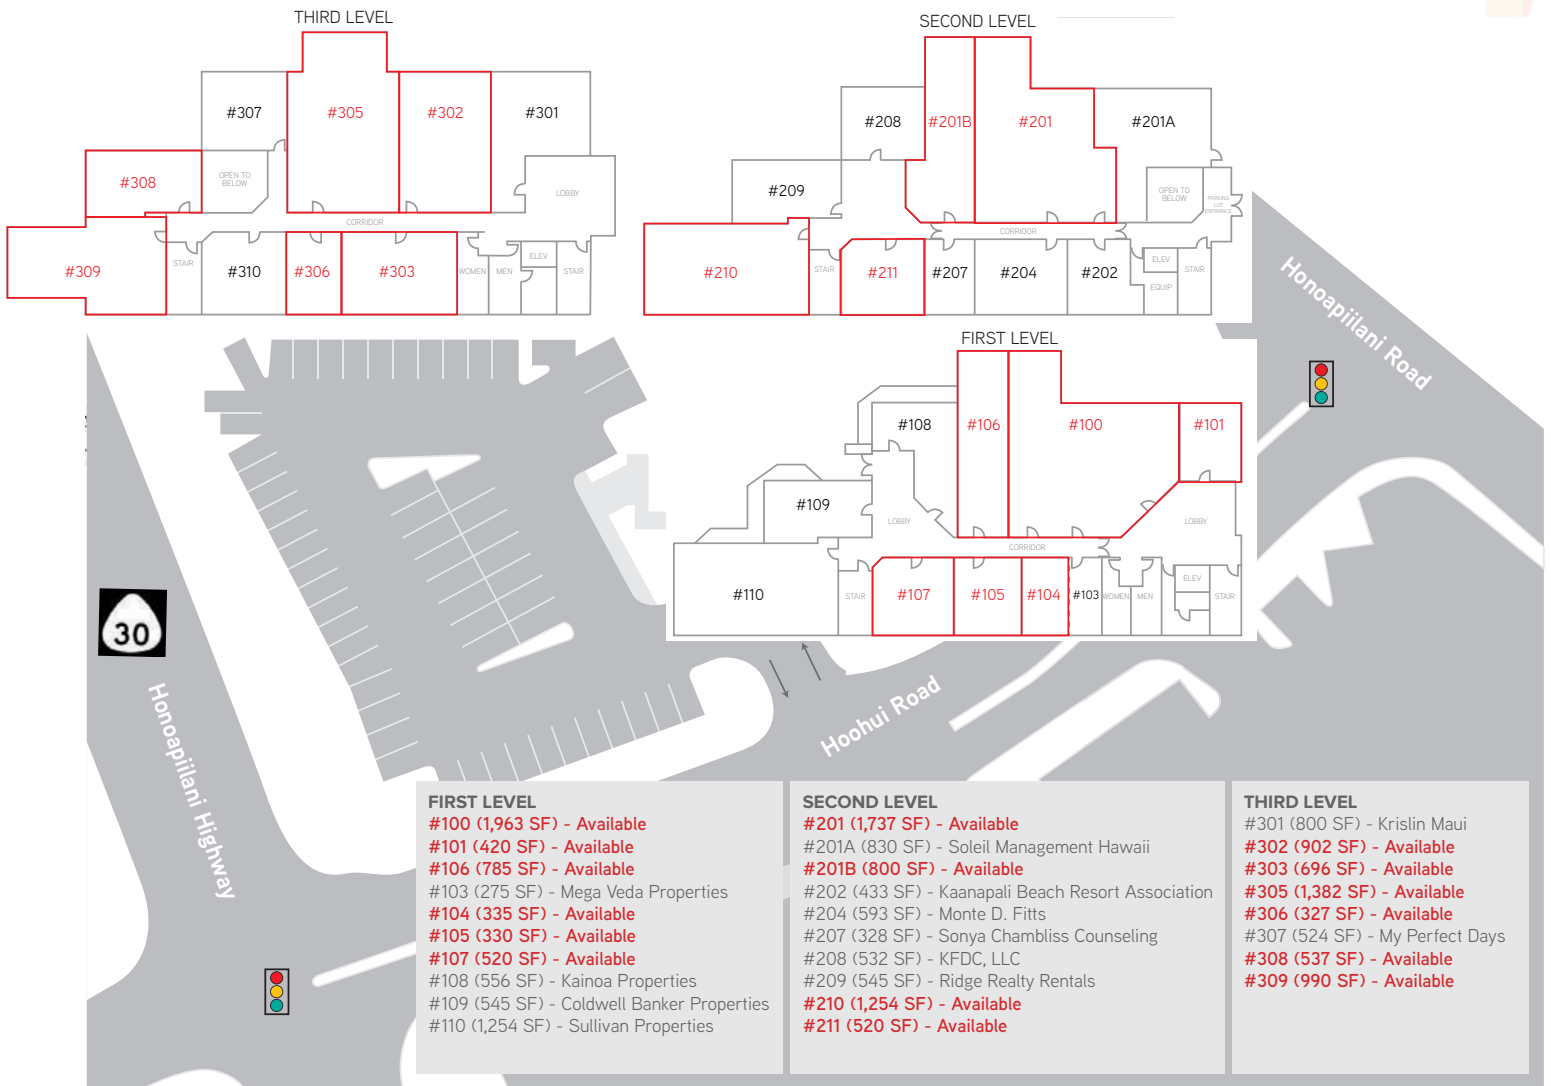 THIRD LEVEL
#307
#305
#302
#301
#308
OPEN TO
BELOW
LOBBY
CORRIDOR
#309
STAIR
#310
#306
#303
WOMEN
MEN
ELEV
STAIR
SECOND LEVEL
#208
#201B
#201
#201A
#209
OPEN TO
BELOW
PARKING
LOT
ENTRANCE
CORRIDOR
#210
STAIR
#211
#207
#204
#202
ELEV
EQUIP
STAIR
FIRST LEVEL
#108
#106
#100
#101
#109
LOBBY
LOBBY
CORRIDOR
#110
STAIR
#107
#105
#104
#103
WOMEN
MEN
ELEV
STAIR
Honoapiilani Road
30
Honoapiilani Highway
Hoohui Road
FIRST LEVEL
#100 (1,963 SF) - Available
#101 (420 SF) - Available
#106 (785 SF) - Available
#103 (275 SF) - Mega Veda Properties
#104 (335 SF) - Available
#105 (330 SF) - Available
#107 (520 SF) - Available
#108 (556 SF) - Kainoa Properties
#109 (545 SF) - Coldwell Banker Properties
#110 (1,254 SF) - Sullivan Properties
SECOND LEVEL
#201 (1,737 SF) - Available
#201A (830 SF) - Soleil Management Hawaii
#201B (800 SF) - Available
#202 (433 SF) - Kaanapali Beach Resort Association
#204 (593 SF) - Monte D. Fitts
#207 (328 SF) - Sonya Chambliss Counseling
#208 (532 SF) - KFDC, LLC
#209 (545 SF) - Ridge Realty Rentals
#210 (1,254 SF) - Available
#211 (520 SF) - Available
THIRD LEVEL
#301 (800 SF) - Krislin Maui
#302 (902 SF) - Available
#303 (696 SF) - Available
#305 (1,382 SF) - Available
#306 (327 SF) - Available
#307 (524 SF) - My Perfect Days
#308 (537 SF) - Available
#309 (990 SF) - Available